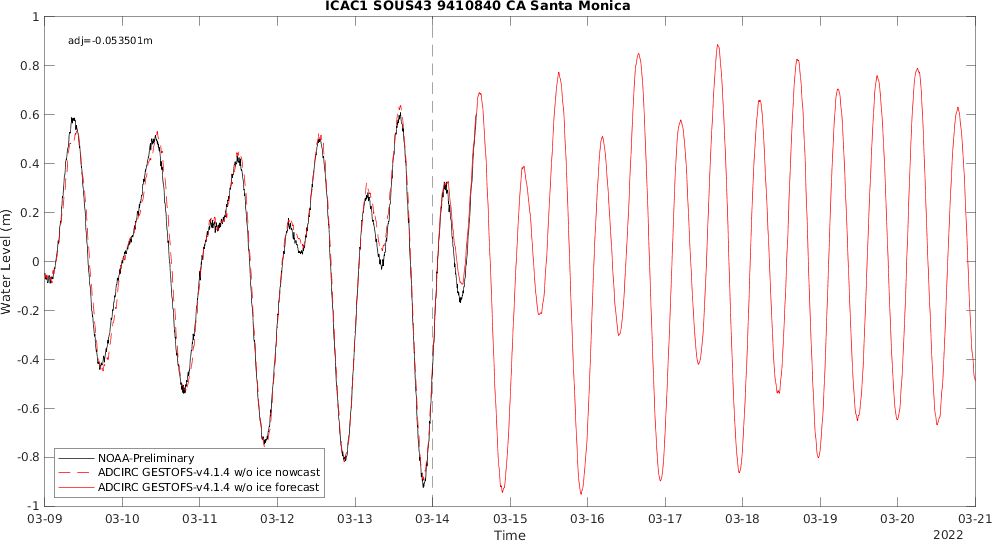 ICAC1 SOUS43 9410840 CA Santa Monica
1
adj=-0.053501m
0.8
0.6
0.4
0.2
0
-0.2
-0.4
-0.6
-0.8
-1
Water Level (m)
NOAA-Preliminary
ADCIRC GESTOFS-v4.1.4 w/o ice nowcast
ADCIRC GESTOFS-v4.1.4 w/o ice forecast
03-09 03-10 03-11 03-12 03-13 03-14 03-15 03-16 03-17 03-18 03-19 03-20 03-21
Time
2022